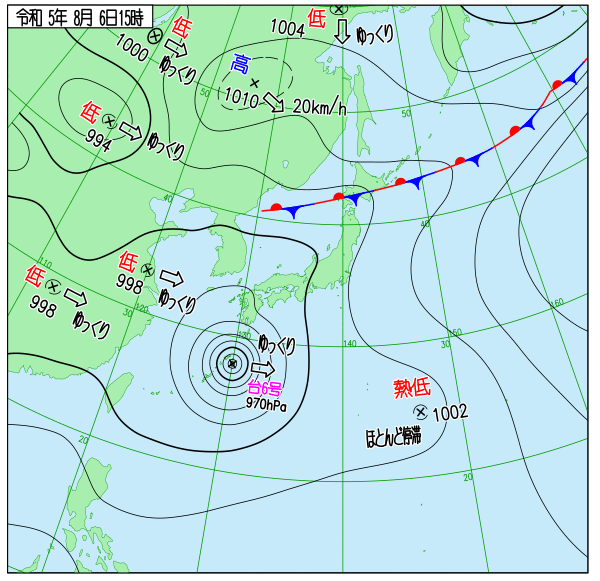 令和 5年 8月 6日15時
低
1000
ゆっくり
1004
低
ゆっくり
高
1010
20km/h
50
50
低
994
ゆっくり
40
40
低
998
ゆっくり
110
低
998
ゆっくり
120
30
130
ゆっくり
140
150
30
160
台6号
970hPa
熱低
1002
ほとんど停滞
20
20